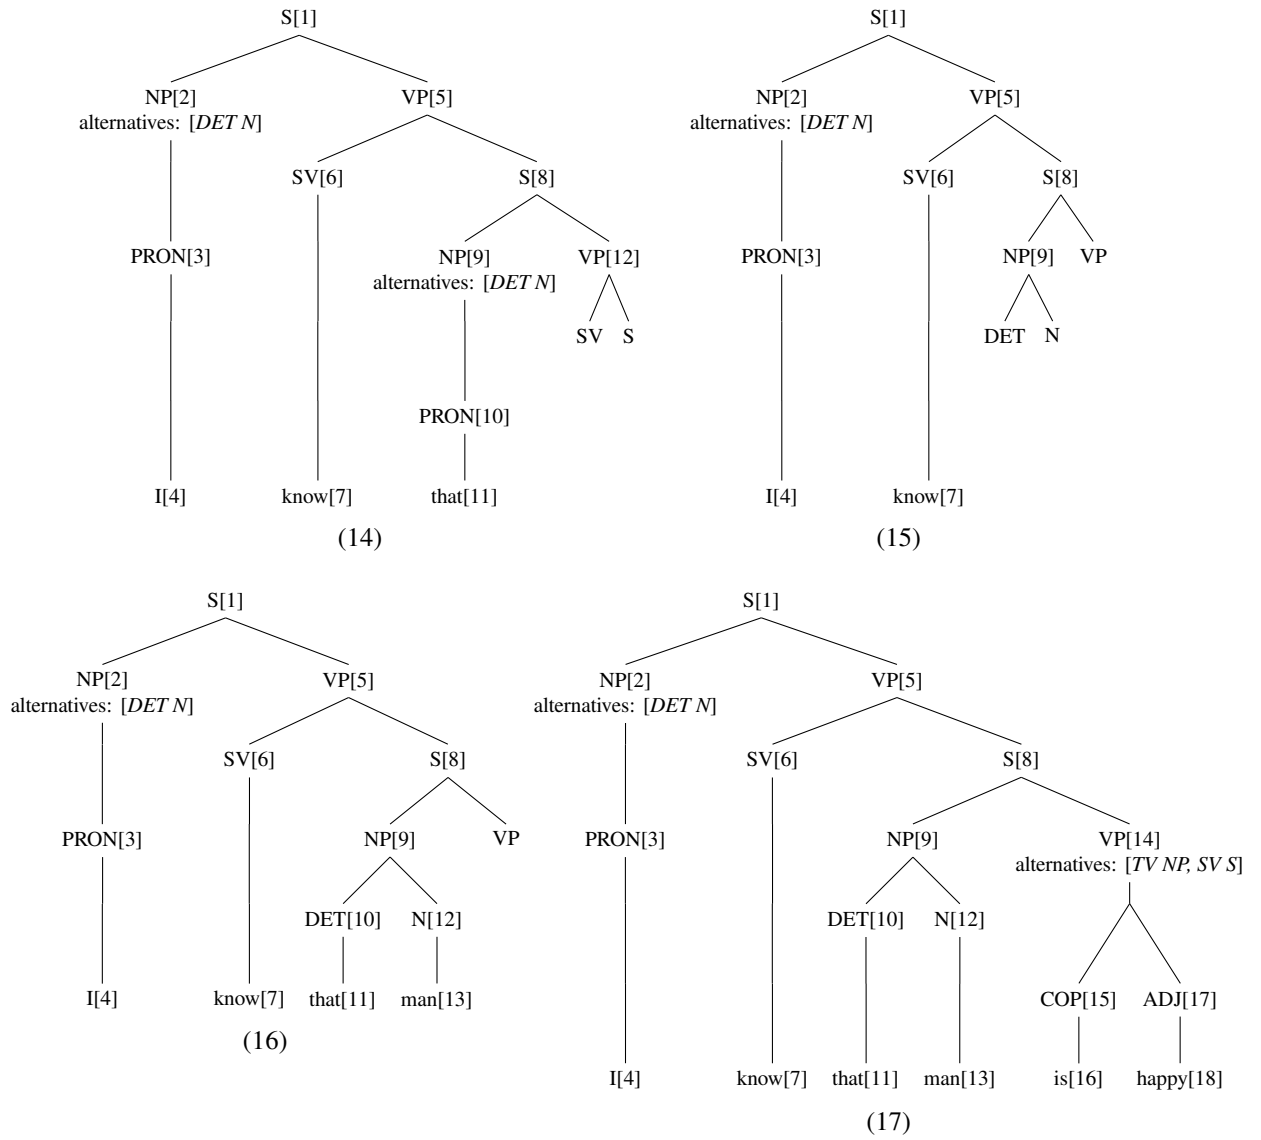 S[1]
NP[2]
alternatives: [DET N]
VP[5]
SV[6]
S[8]
PRON[3]
NP[9]
alternatives: [DET N]
VP[12]
SV S
PRON[10]
I[4] know[7] that[11]
(14)
S[1]
NP[2]
alternatives: [DET N]
VP[5]
SV[6]
S[8]
PRON[3]
NP[9] VP
DET N
I[4] know[7]
(15)
S[1]
NP[2]
alternatives: [DET N]
VP[5]
SV[6]
S[8]
PRON[3]
NP[9] VP
DET[10] N[12]
I[4] know[7] that[11] man[13]
(16)
S[1]
NP[2]
alternatives: [DET N]
VP[5]
SV[6]
S[8]
PRON[3]
NP[9]
VP[14]
alternatives: [TV NP, SV S]
DET[10] N[12]
COP[15] ADJ[17]
I[4] know[7] that[11] man[13] is[16] happy[18]
(17)